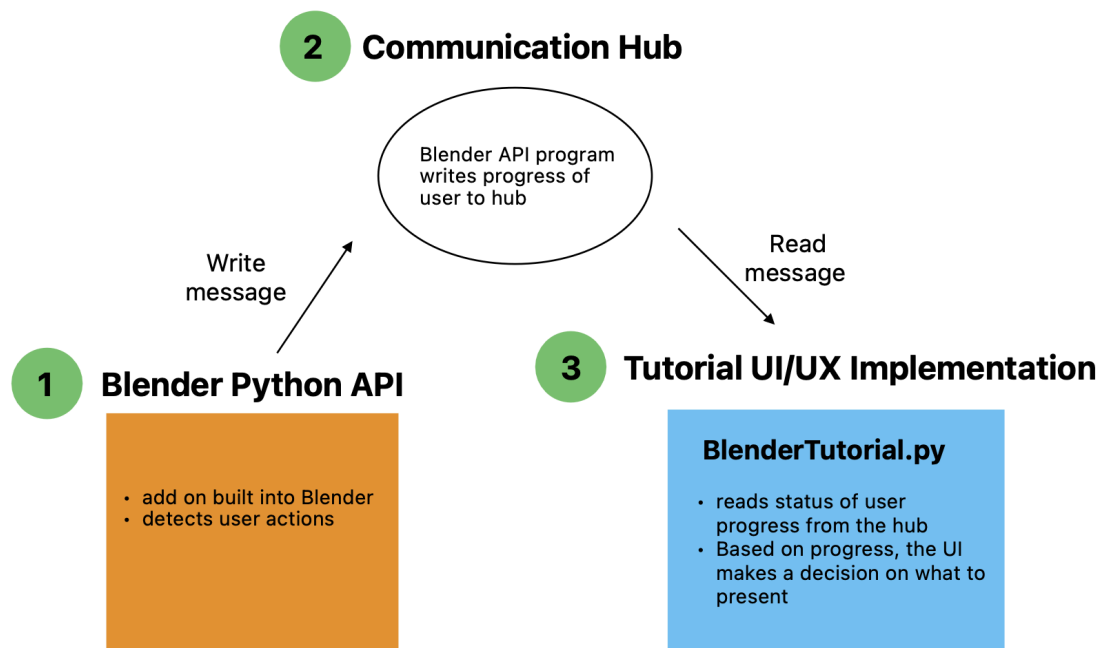 2 Communication Hub
Blender API program
writes progress of
user to hub
Write
message
Read
message
1 Blender Python API
• add on built into Blender
• detects user actions
3 Tutorial UI/UX Implementation
BlenderTutorial.py
• reads status of user
progress from the hub
• Based on progress, the UI
makes a decision on what to
present